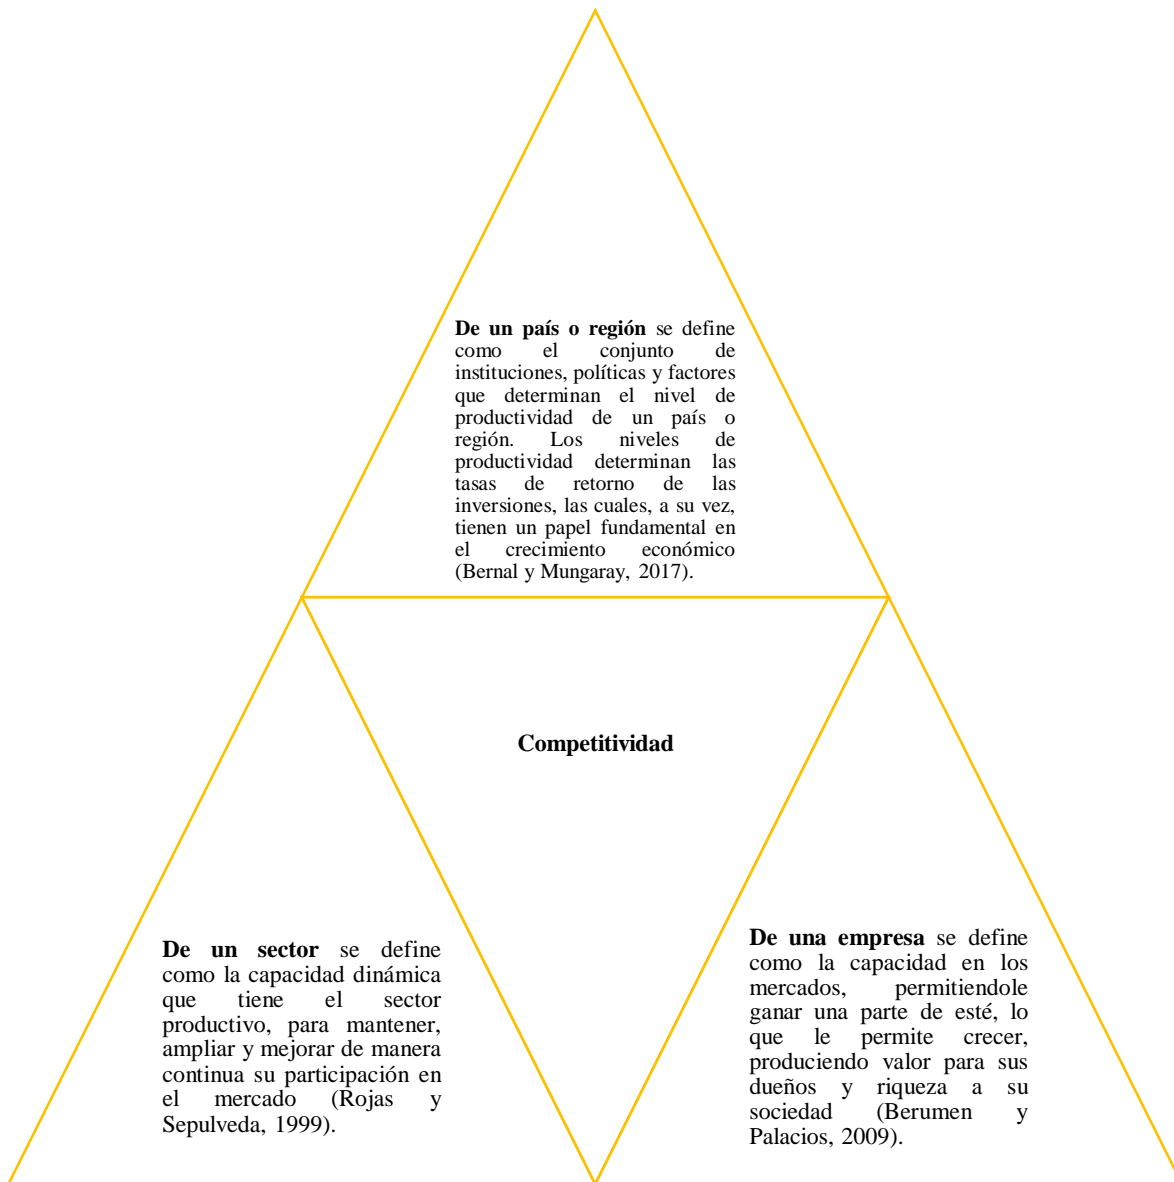 De un país o región se define
como el conjunto de
instituciones, políticas y factores
que determinan el nivel de
productividad de un país o
región. Los niveles de
productividad determinan las
tasas de retorno de las
inversiones, las cuales, a su vez,
tienen un papel fundamental en
el crecimiento económico
(Bernal y Mungaray, 2017).
Competitividad
De un sector se define
como la capacidad dinámica
que tiene el sector
productivo, para mantener,
ampliar y mejorar de manera
continua su participación en
el mercado (Rojas y
Sepulveda, 1999).
De una empresa se define
como la capacidad en los
mercados, permitiendole
ganar una parte de esté, lo
que le permite crecer,
produciendo valor para sus
dueños y riqueza a su
sociedad (Berumen y
Palacios, 2009).